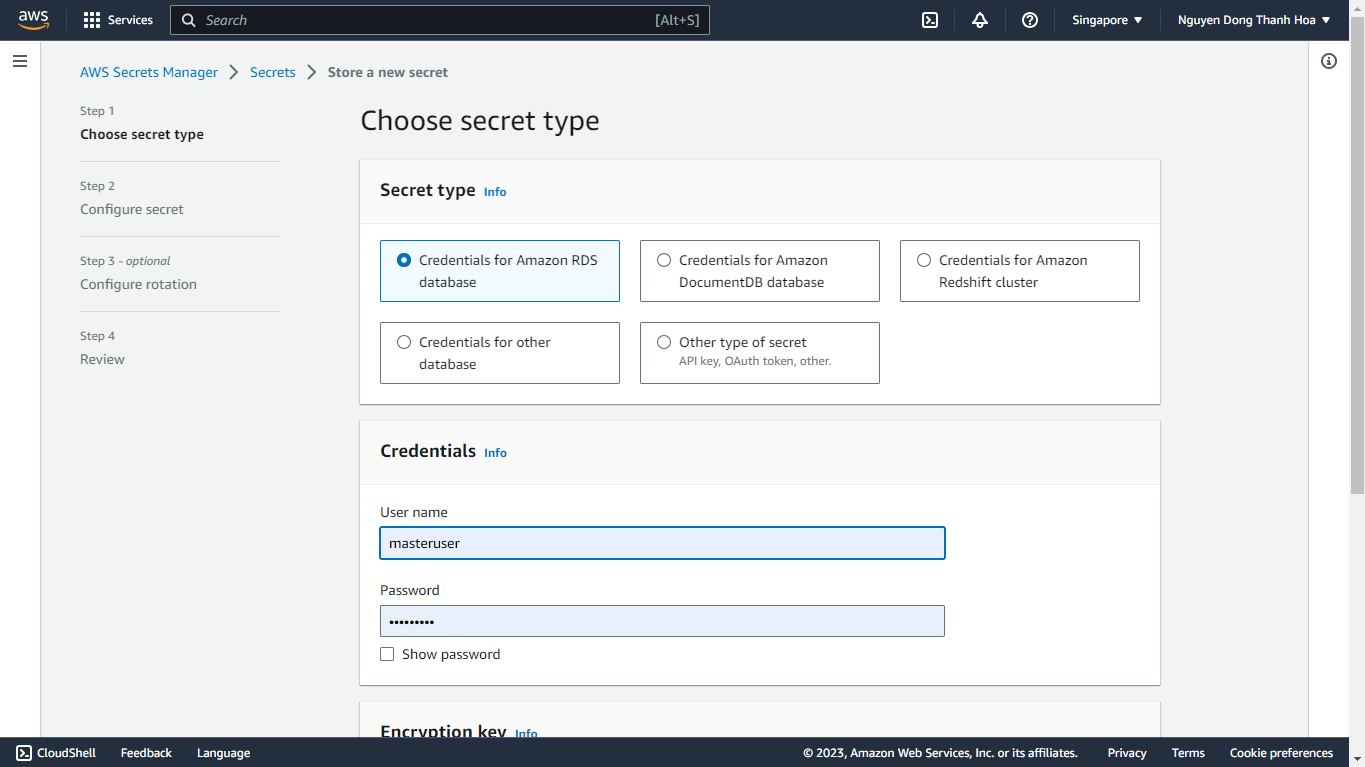 aws
Services
Search
[Alt+S]
Singapore
Nguyen Dong Thanh Hoa
AWS Secrets Manager
Secrets
Store a new secret
Step 1
Choose secret type
Step 2
Configure secret
Step 3 - optional
Configure rotation
Step 4
Review
Choose secret type
Secret type Info
Credentials for Amazon RDS
database
Credentials for Amazon
DocumentDB database
Credentials for Amazon
Redshift cluster
Credentials for other
database
Other type of secret
API key, OAuth token, other.
Credentials Info
User name
masteruser
Password
•••••••••
Show password
Encryption key Info
CloudShell
Feedback
Language
© 2023, Amazon Web Services, Inc. or its affiliates.
Privacy
Terms
Cookie preferences